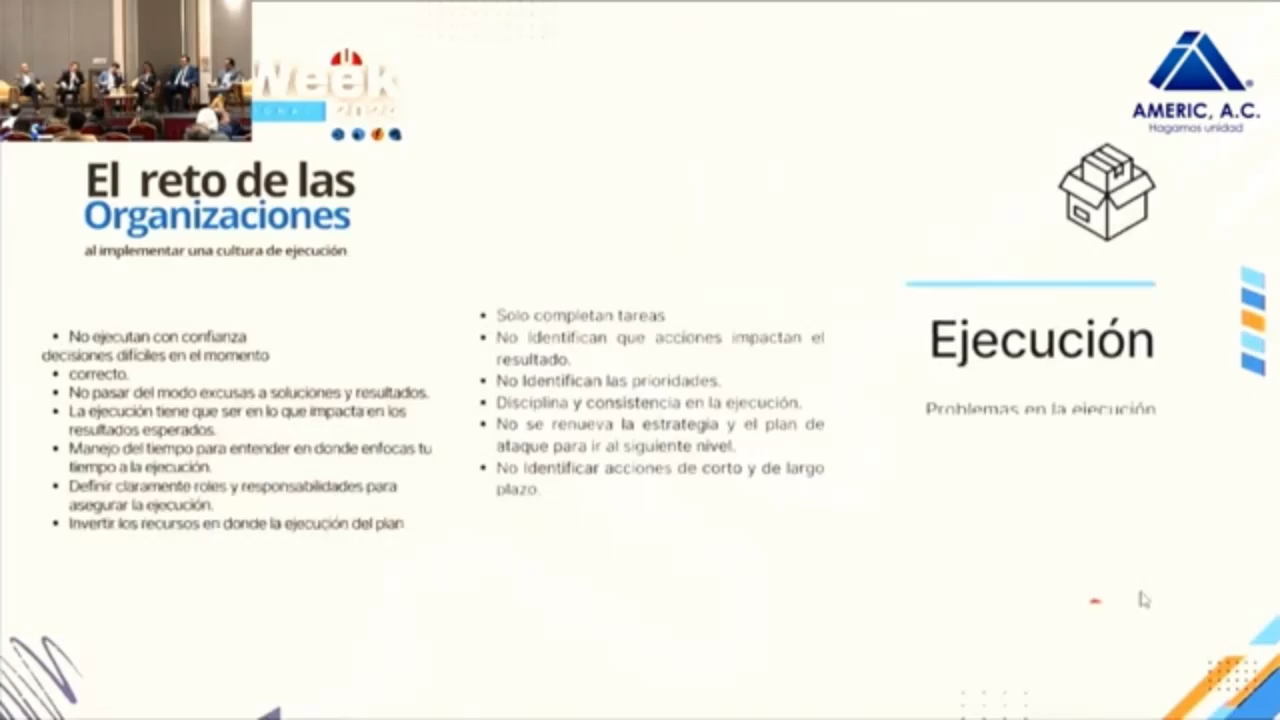 Week
AMERIC, A.C.
Hagamos unidad
El reto de las
Organizaciones
al implementar una cultura de ejecución
• No ejecutan con confianza
decisiones difíciles en el momento
• correcto.
• No pasar del modo excusas a soluciones y resultados.
• La ejecución tiene que ser en lo que impacta en los
resultados esperados.
• Manejo del tiempo para entender en donde enfocas tu
tiempo a la ejecución.
• Definir claramente roles y responsabilidades para
asegurar la ejecución.
• Invertir los recursos en donde la ejecución del plan
• Solo completan tareas
• No Identifican que acciones impactan el
resultado.
• No Identifican las prioridades.
• Disciplina y consistencia en la ejecución.
• No se renueva la estrategia y el plan de
ataque para ir al siguiente nivel.
• No Identificar acciones de corto y de largo
plazo.
Ejecución
Problemas en la ejecución